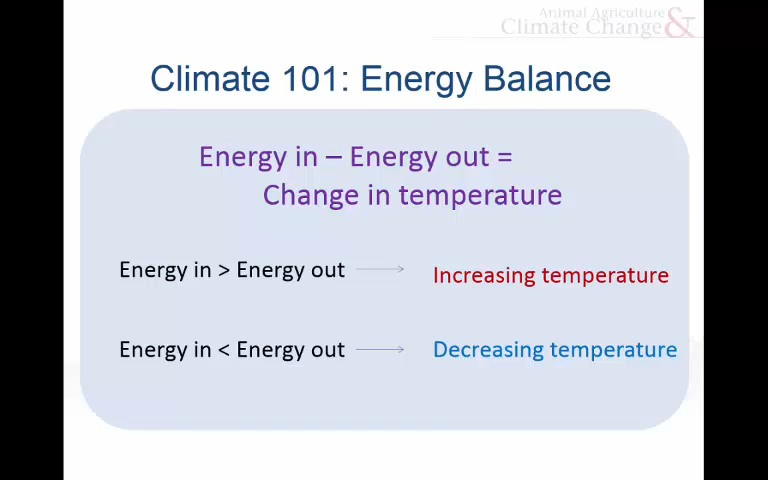 Animal Agriculture
Climate Change &
Climate 101: Energy Balance
Energy in – Energy out =
Change in temperature
Energy in > Energy out
Increasing temperature
Energy in < Energy out
Decreasing temperature